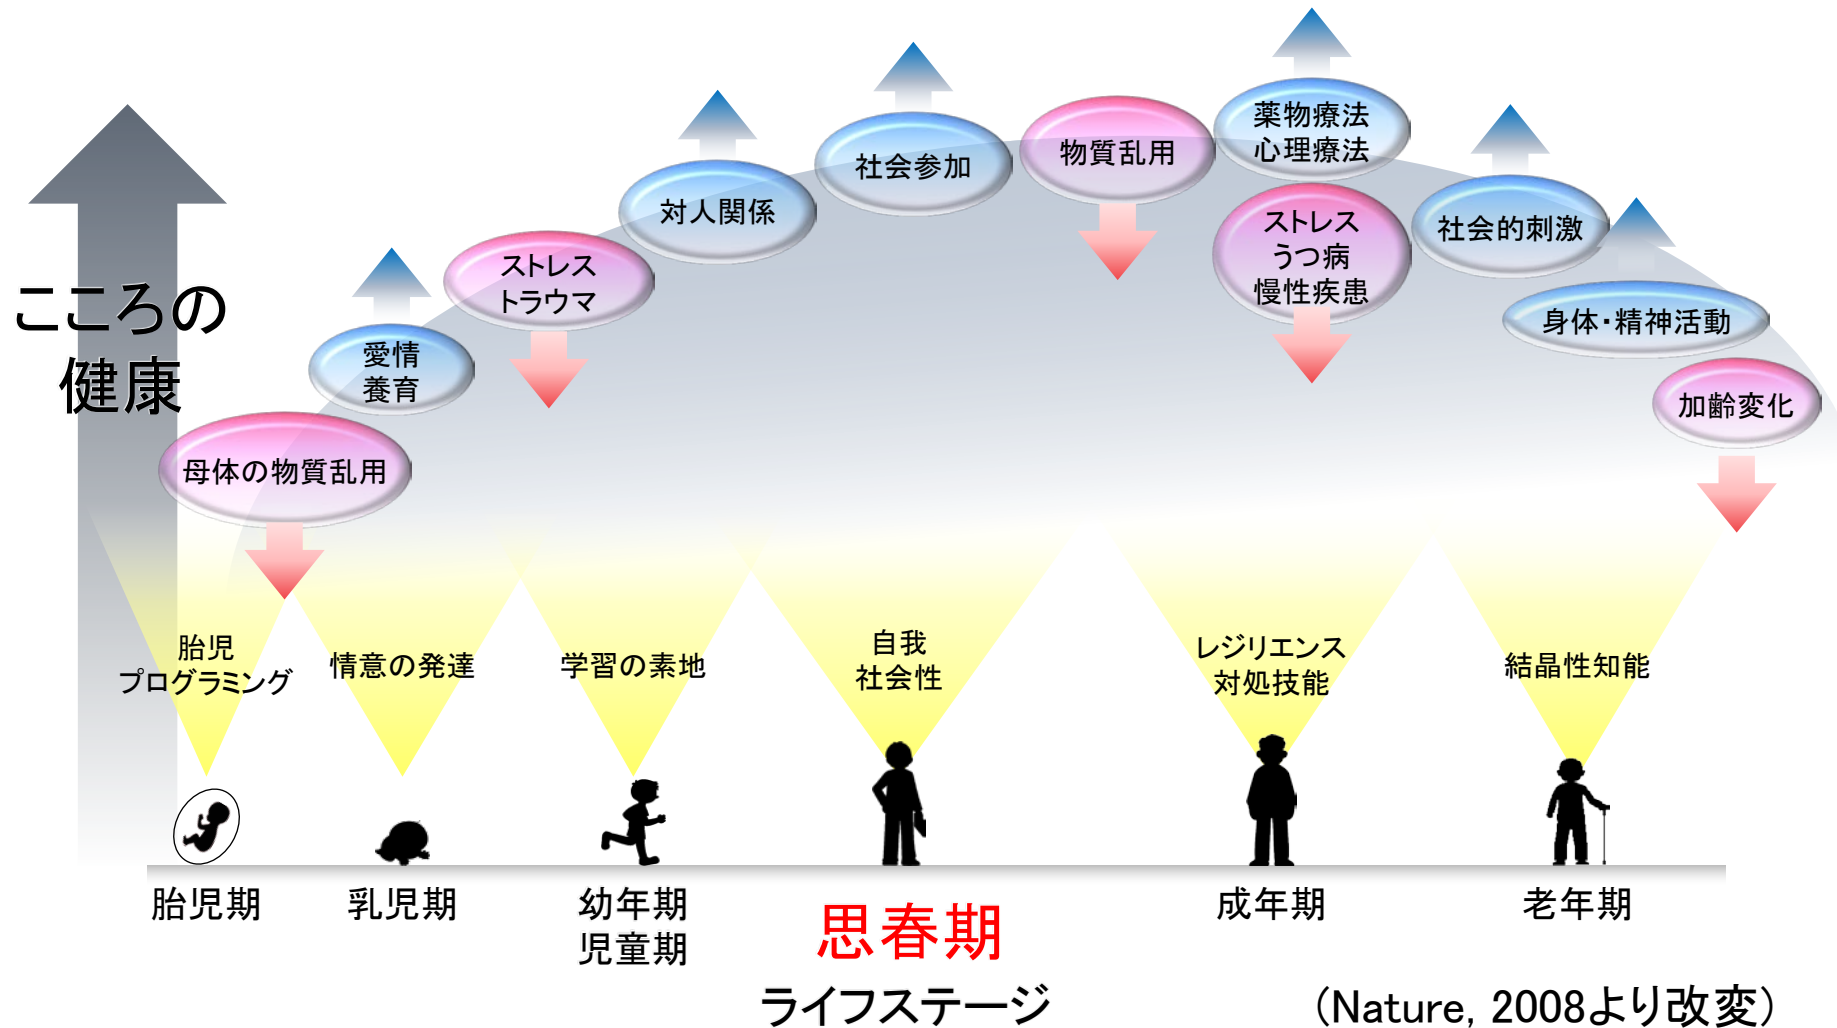 薬物療法
心理療法
物質乱用
社会参加
対人関係
社会的刺激
ストレス
うつ病
慢性疾患
ストレス
トラウマ
身体・精神活動
こころの
健康
愛情
養育
加齢変化
母体の物質乱用
胎児
プログラミング
情意の発達
学習の素地
自我
社会性
レジリエンス
対処技能
結晶性知能
胎児期
乳児期
幼年期
児童期
思春期
成年期
老年期
ライフステージ
(Nature, 2008より改変)